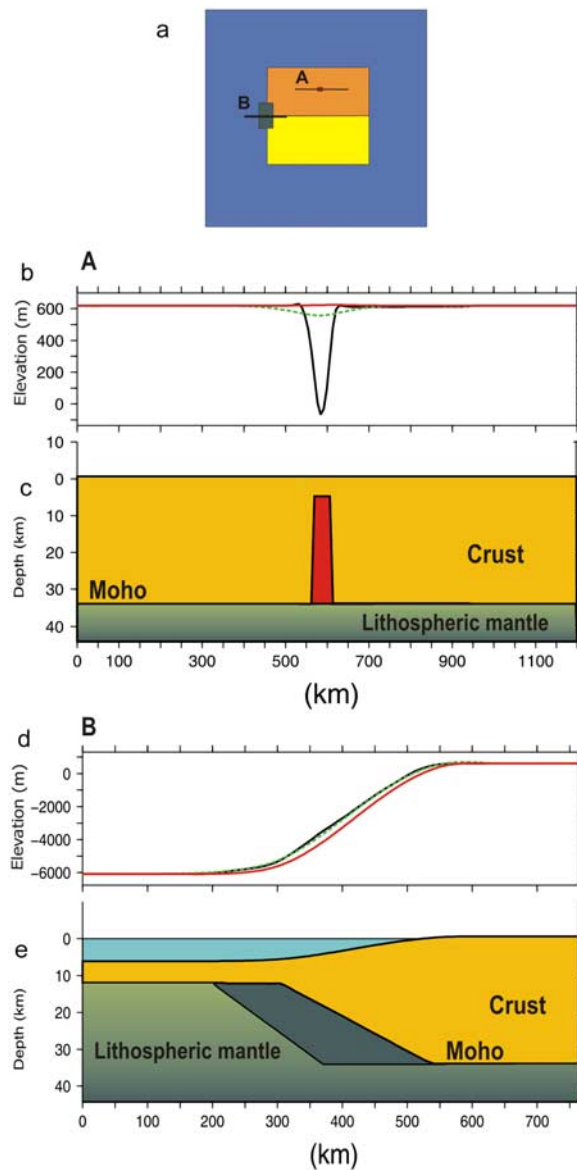 a
A
B
b A
Elevation (m)
600
400
200
0
c
Depth (km)
10
0
10
20
30
40
Crust
Moho
Lithospheric mantle
0 100 300 500 700 900 1100
(km)
d B
Elevation (m)
0
-2000
-4000
-6000
e
Depth (km)
0
10
20
30
40
Crust
Lithospheric mantle
Moho
0 100 200 300 400 500 600 700
(km)